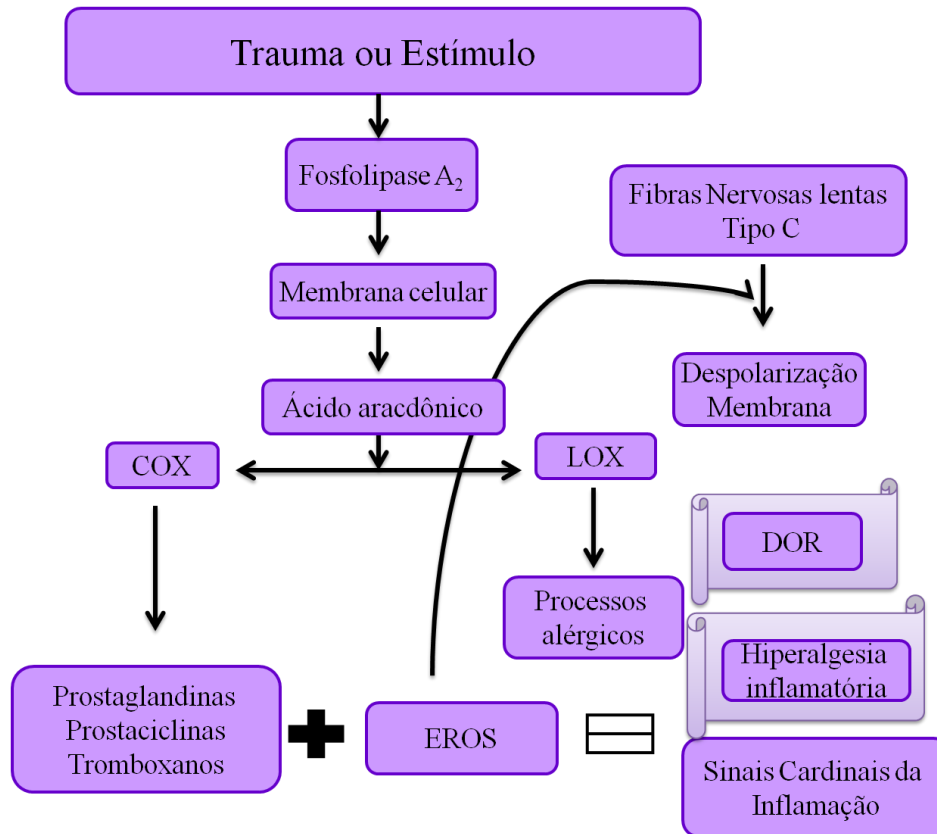 Trauma ou Estímulo
Fosfolipase A₂
Fibras Nervosas lentas
Tipo C
Membrana celular
Despolarização
Membrana
Ácido aracdônico
COX
LOX
DOR
Processos
alérgicos
Hiperalgesia
inflamatória
Prostaglandinas
Prostaciclinas
Tromboxanos
EROS
Sinais Cardinais da
Inflamação